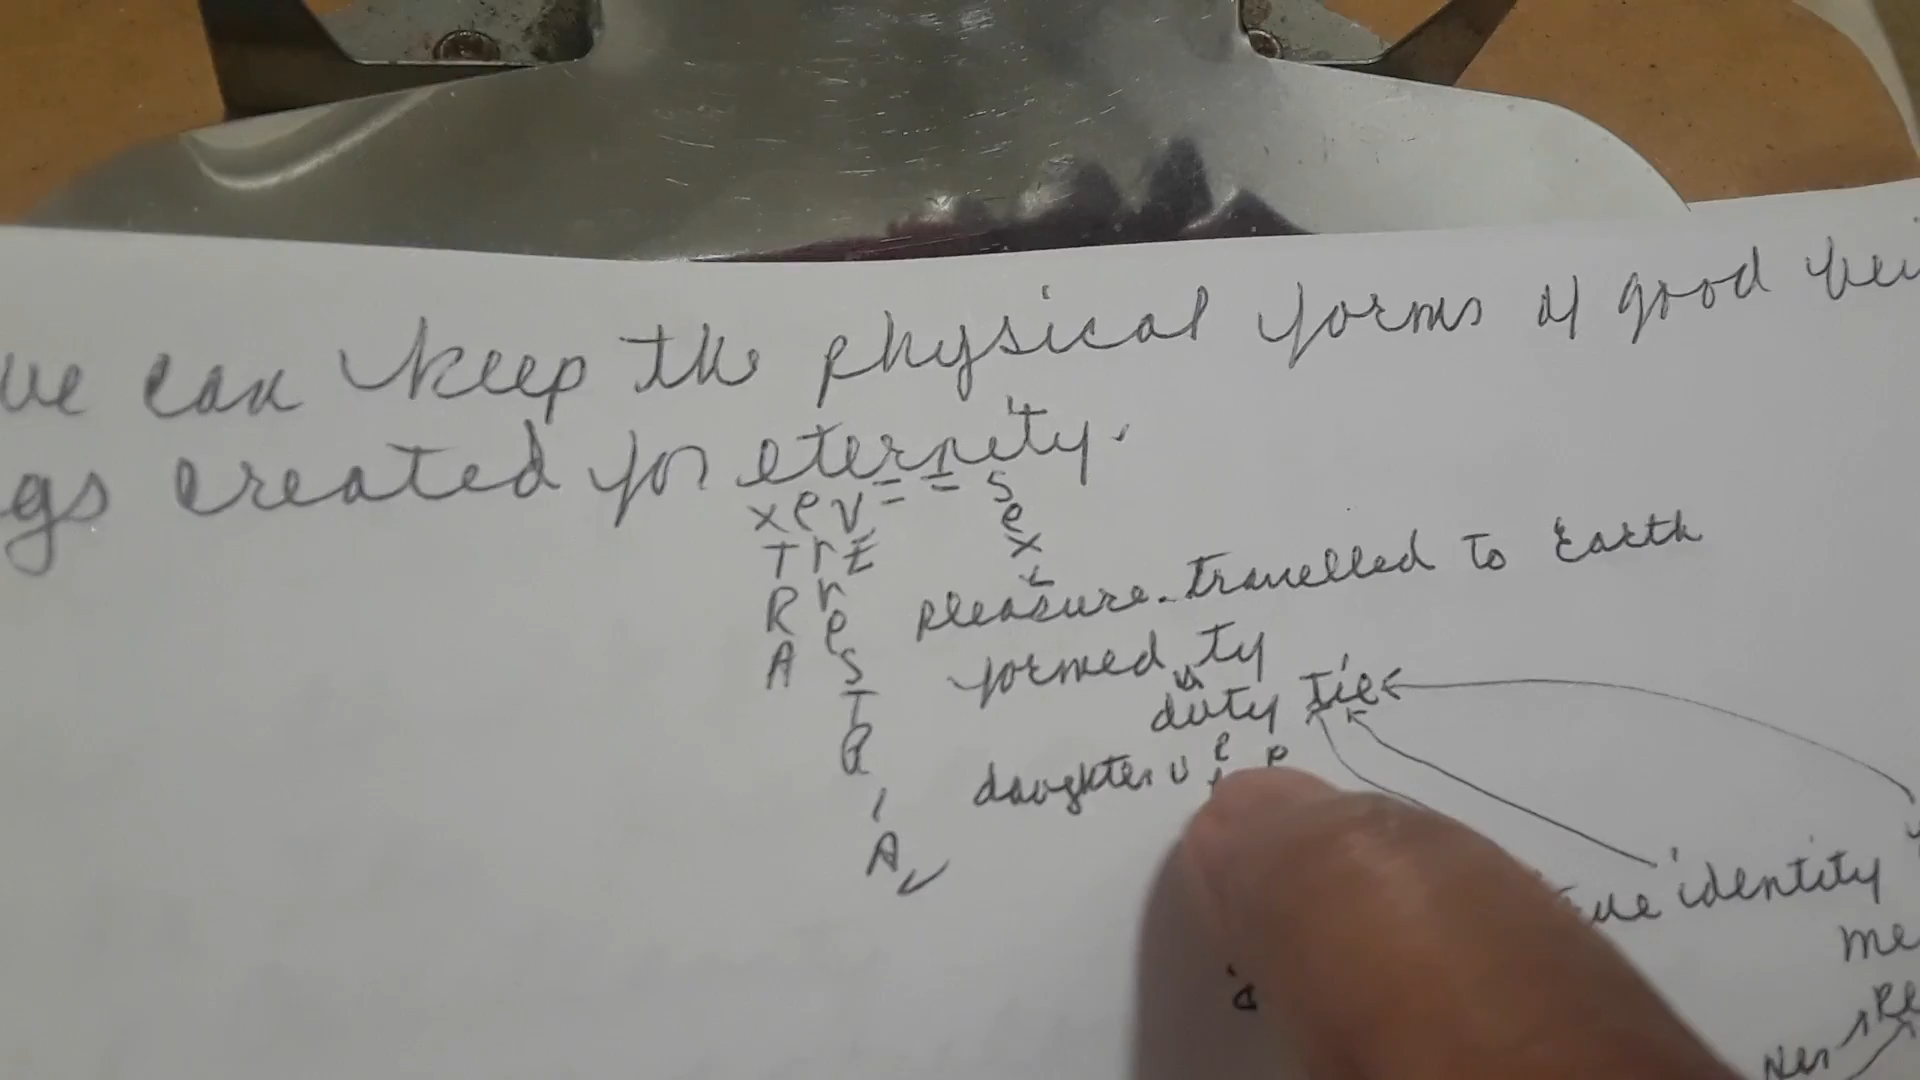 we can keep the physical forms of good bei
gs created for eternity.
x e v = = s
T r E e
R r x
A e
S
T
R
I
A
pleasure. travelled to Earth
formed ty
duty tie
daughter u e p
identity
me